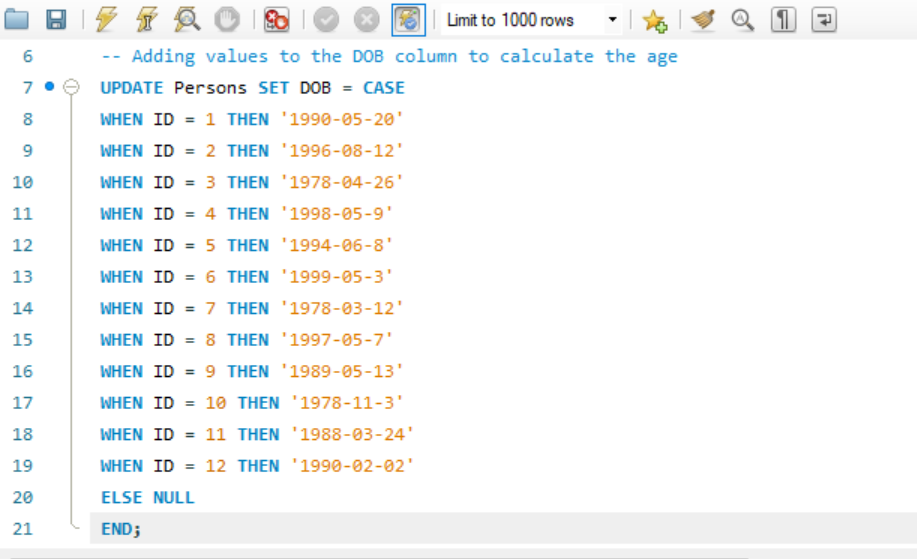 Limit to 1000 rows
6 -- Adding values to the DOB column to calculate the age
7 UPDATE Persons SET DOB = CASE
8 WHEN ID = 1 THEN '1990-05-20'
9 WHEN ID = 2 THEN '1996-08-12'
10 WHEN ID = 3 THEN '1978-04-26'
11 WHEN ID = 4 THEN '1998-05-9'
12 WHEN ID = 5 THEN '1994-06-8'
13 WHEN ID = 6 THEN '1999-05-3'
14 WHEN ID = 7 THEN '1978-03-12'
15 WHEN ID = 8 THEN '1997-05-7'
16 WHEN ID = 9 THEN '1989-05-13'
17 WHEN ID = 10 THEN '1978-11-3'
18 WHEN ID = 11 THEN '1988-03-24'
19 WHEN ID = 12 THEN '1990-02-02'
20 ELSE NULL
21 END;